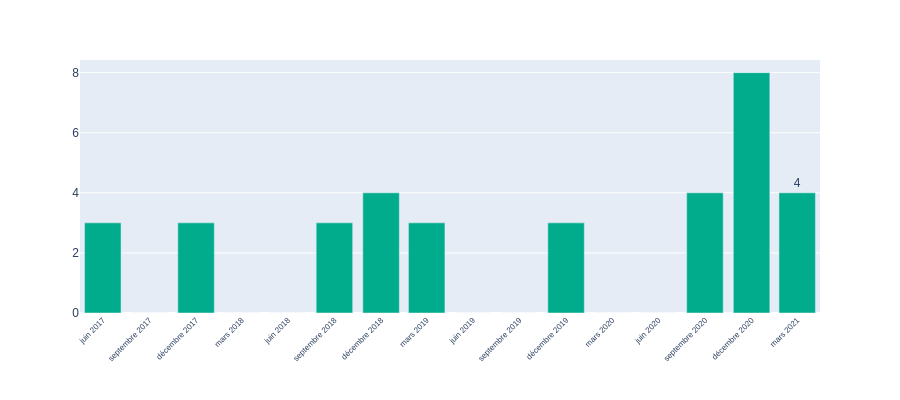 8
6
4
2
0
4
juin 2017
septembre 2017
décembre 2017
mars 2018
juin 2018
septembre 2018
décembre 2018
mars 2019
juin 2019
septembre 2019
décembre 2019
mars 2020
juin 2020
septembre 2020
décembre 2020
mars 2021